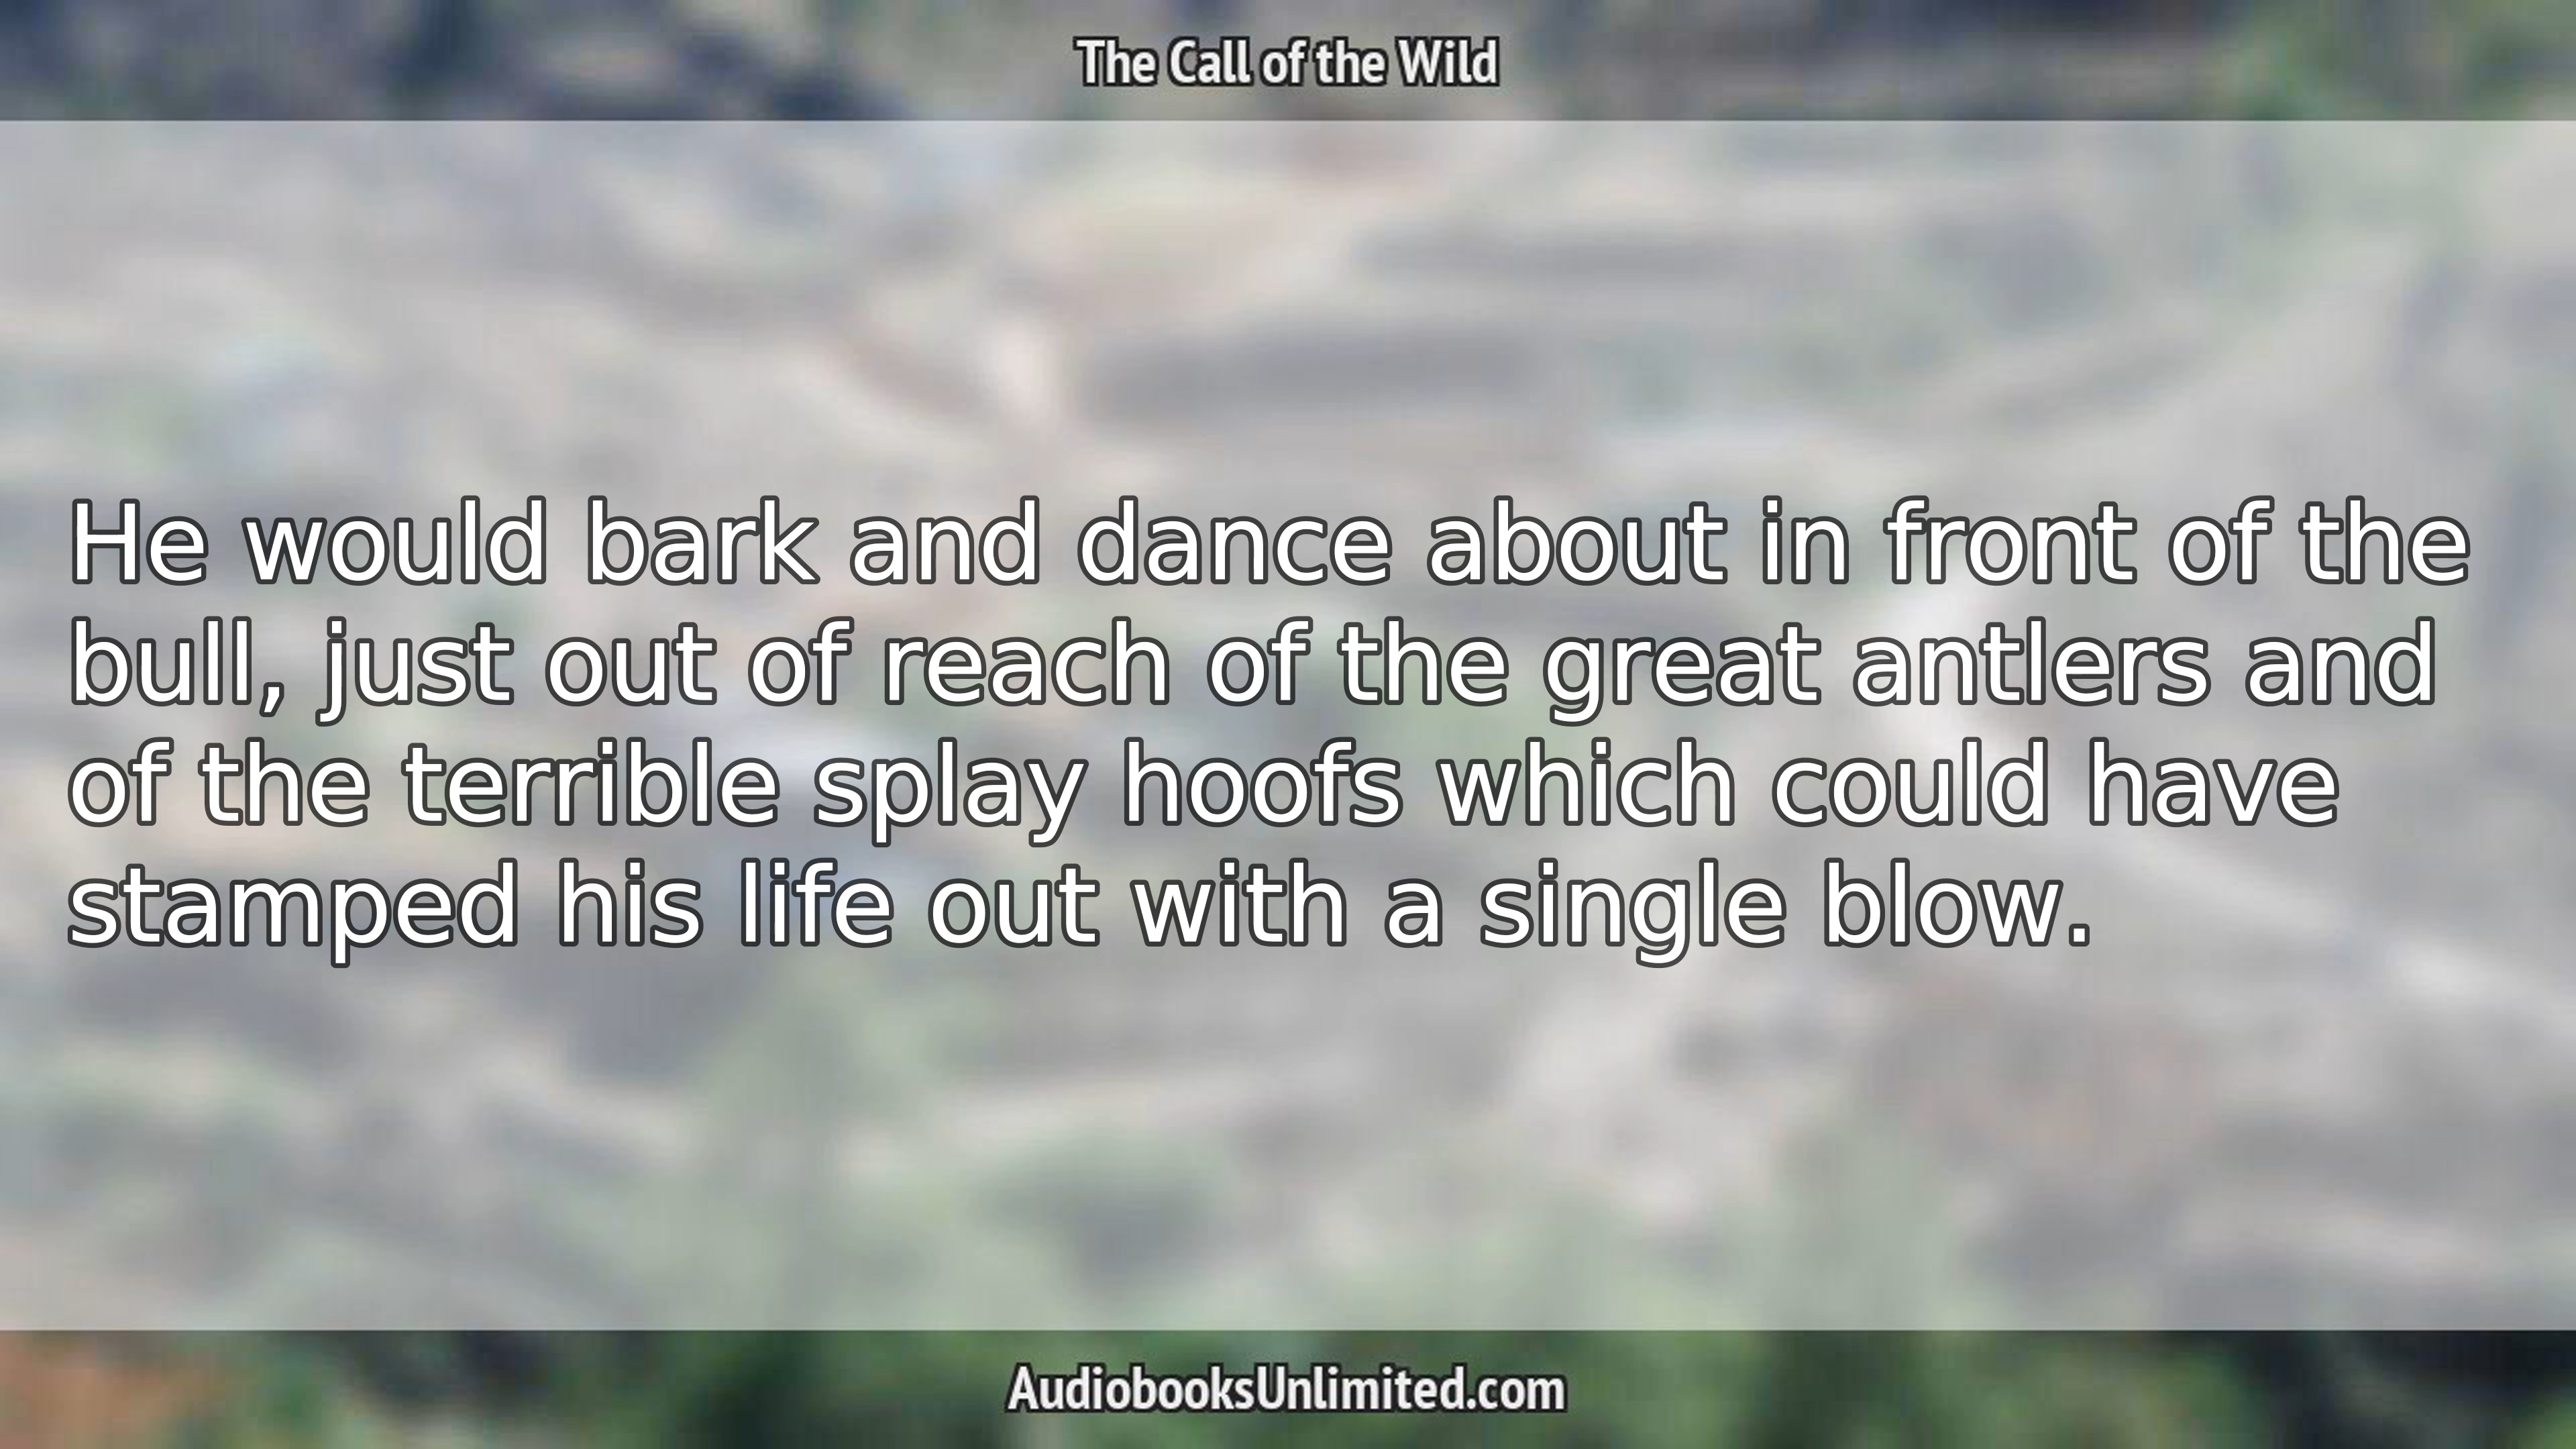 The Call of the Wild
He would bark and dance about in front of the
bull, just out of reach of the great antlers and
of the terrible splay hoofs which could have
stamped his life out with a single blow.
AudiobooksUnlimited.com